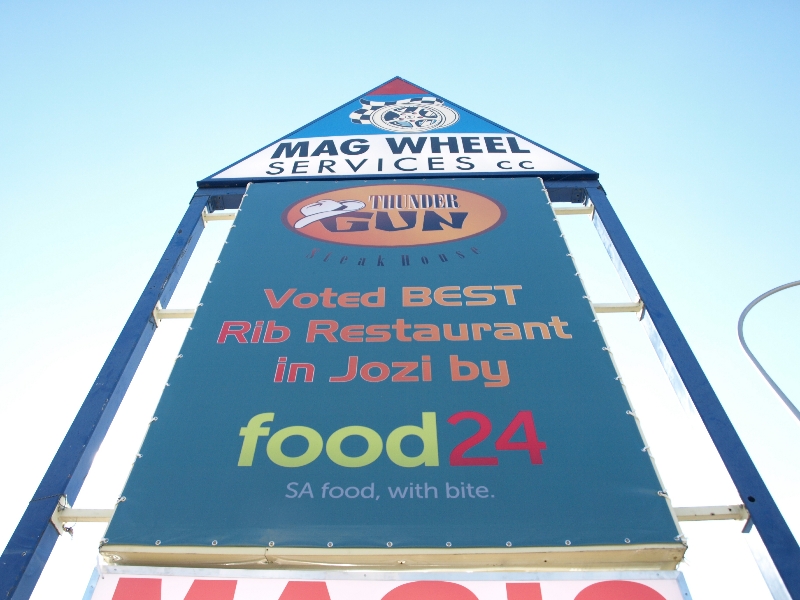 MAG WHEEL
SERVICES cc
THUNDER
GUN
Steak House
Voted BEST
Rib Restaurant
in Jozi by
food24
SA food, with bite.